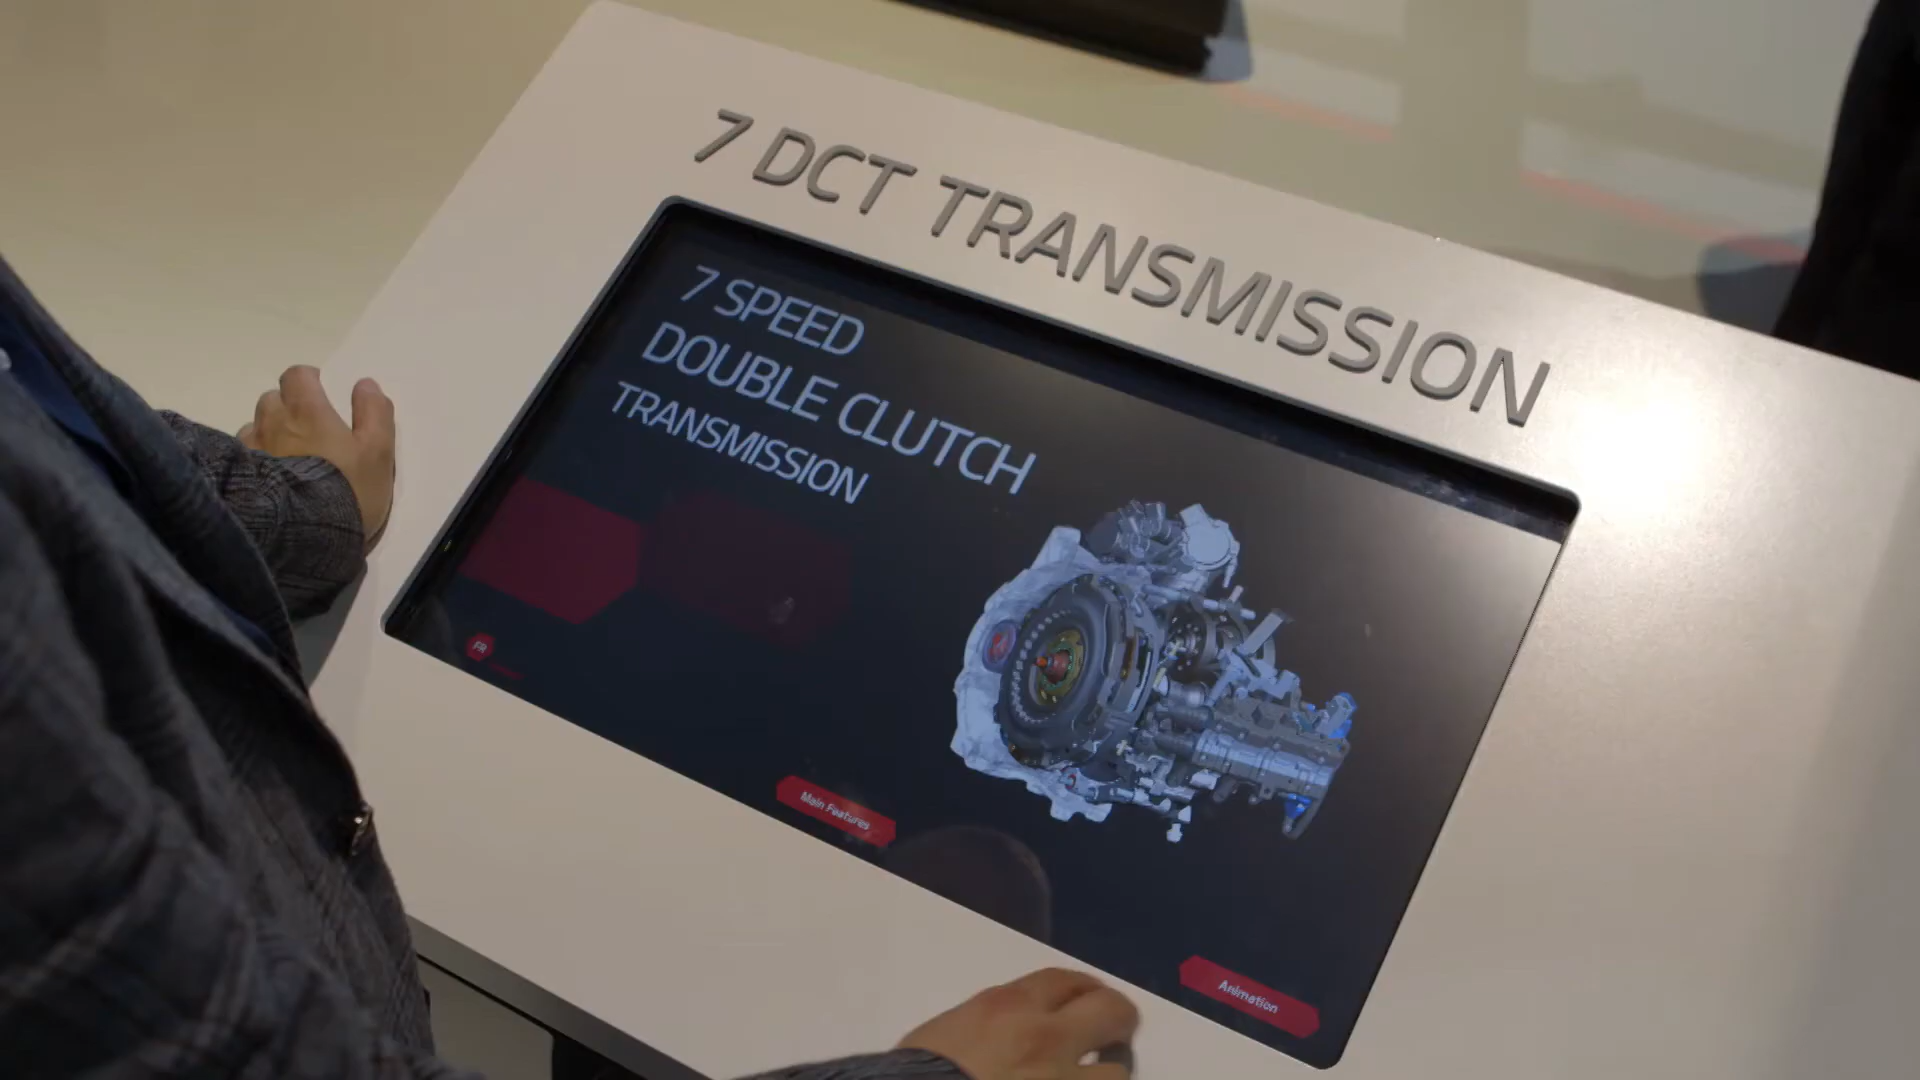 7 DCT TRANSMISSION
7 SPEED
DOUBLE CLUTCH
TRANSMISSION
FR
Main Features
Animation